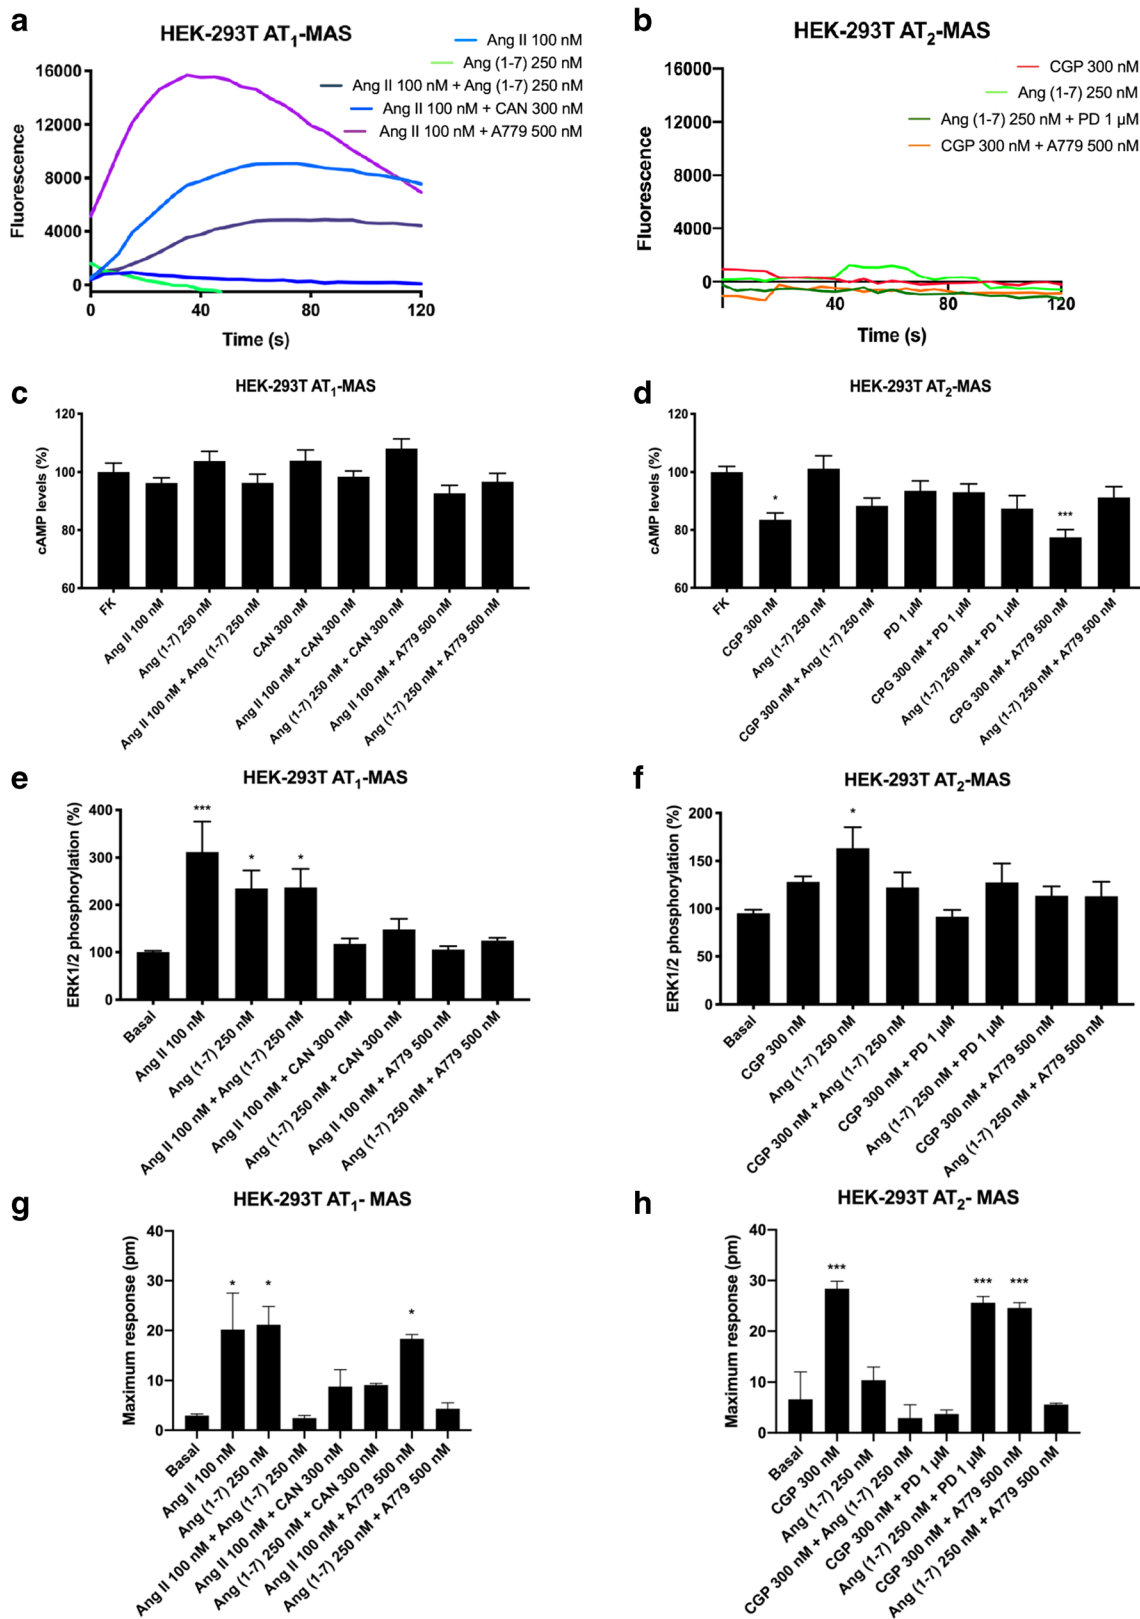 a
HEK-293T AT1-MAS
Ang II 100 nM
Ang (1-7) 250 nM
Ang II 100 nM + Ang (1-7) 250 nM
Ang II 100 nM + CAN 300 nM
Ang II 100 nM + A779 500 nM
Fluorescence
16000
12000
8000
4000
0
0
40
80
120
Time (s)
b
HEK-293T AT2-MAS
CGP 300 nM
Ang (1-7) 250 nM
Ang (1-7) 250 nM + PD 1 µM
CGP 300 nM + A779 500 nM
Fluorescence
16000
12000
8000
4000
0
40
80
120
Time (s)
c
HEK-293T AT1-MAS
cAMP levels (%)
120
100
80
60
FK
Ang II 100 nM
Ang (1-7) 250 nM
Ang II 100 nM + Ang (1-7) 250 nM
CAN 300 nM
Ang II 100 nM + CAN 300 nM
Ang (1-7) 250 nM + CAN 300 nM
Ang II 100 nM + A779 500 nM
Ang (1-7) 250 nM + A779 500 nM
d
HEK-293T AT2-MAS
cAMP levels (%)
120
100
80
60
*
***
FK
CGP 300 nM
Ang (1-7) 250 nM
CGP 300 nM + Ang (1-7) 250 nM
PD 1 µM
CPG 300 nM + PD 1 µM
Ang (1-7) 250 nM + PD 1 µM
CPG 300 nM + A779 500 nM
Ang (1-7) 250 nM + A779 500 nM
e
HEK-293T AT1-MAS
ERK1/2 phosphorylation (%)
400
300
200
100
0
***
*
*
Basal
Ang II 100 nM
Ang (1-7) 250 nM
Ang II 100 nM + Ang (1-7) 250 nM
Ang II 100 nM + CAN 300 nM
Ang (1-7) 250 nM + CAN 300 nM
Ang II 100 nM + A779 500 nM
Ang (1-7) 250 nM + A779 500 nM
f
HEK-293T AT2-MAS
ERK1/2 phosphorylation (%)
200
150
100
50
0
*
Basal
CGP 300 nM
Ang (1-7) 250 nM
CGP 300 nM + Ang (1-7) 250 nM
CGP 300 nM + PD 1 µM
Ang (1-7) 250 nM + PD 1 µM
CGP 300 nM + A779 500 nM
Ang (1-7) 250 nM + A779 500 nM
g
HEK-293T AT1- MAS
Maximum response (pm)
40
30
20
10
0
*
*
*
Basal
Ang II 100 nM
Ang (1-7) 250 nM
Ang II 100 nM + Ang (1-7) 250 nM
Ang II 100 nM + CAN 300 nM
Ang (1-7) 250 nM + CAN 300 nM
Ang II 100 nM + A779 500 nM
Ang (1-7) 250 nM + A779 500 nM
h
HEK-293T AT2- MAS
Maximum response (pm)
40
30
20
10
0
***
***
***
Basal
CGP 300 nM
Ang (1-7) 250 nM
CGP 300 nM + Ang (1-7) 250 nM
CGP 300 nM + PD 1 µM
Ang (1-7) 250 nM + PD 1 µM
CGP 300 nM + A779 500 nM
Ang (1-7) 250 nM + A779 500 nM